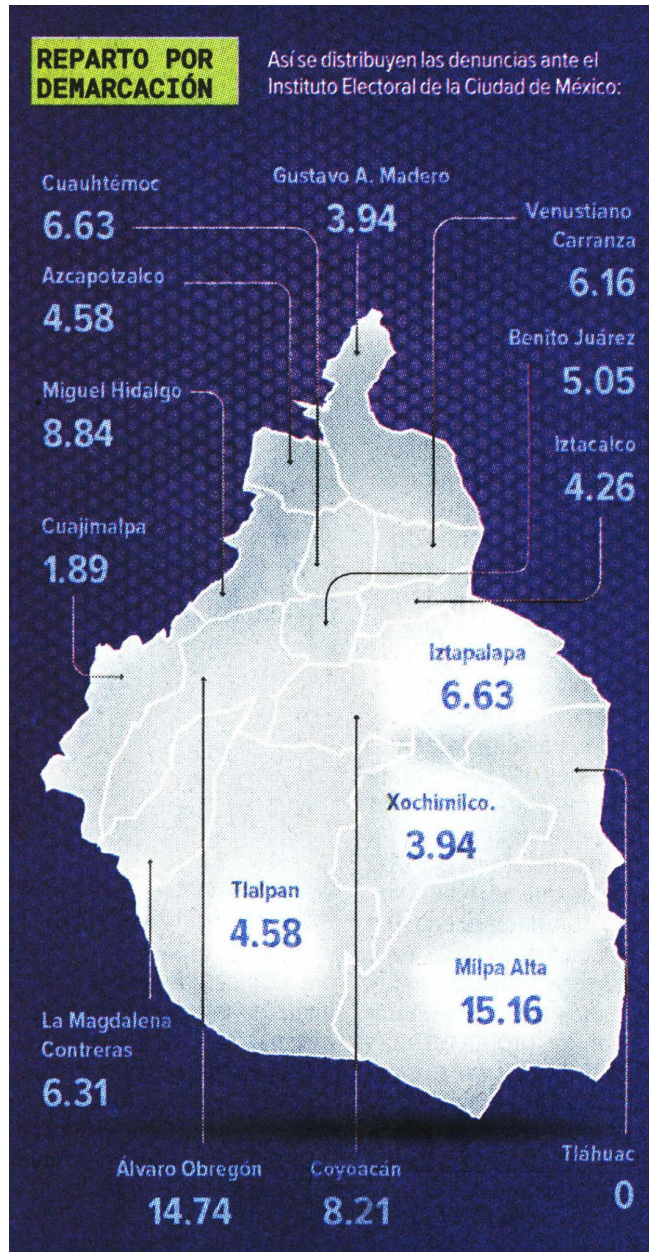 REPARTO POR
DEMARCACIÓN
Así se distribuyen las denuncias ante el
Instituto Electoral de la Ciudad de México:
Cuauhtémoc
6.63
Gustavo A. Madero
3.94
Venustiano
Carranza
6.16
Azcapotzalco
4.58
Benito Juárez
5.05
Miguel Hidalgo
8.84
Iztacalco
4.26
Cuajimalpa
1.89
Iztapalapa
6.63
Xochimilco.
3.94
Tlalpan
4.58
Milpa Alta
15.16
La Magdalena
Contreras
6.31
Álvaro Obregón
14.74
Coyoacán
8.21
Tláhuac
0